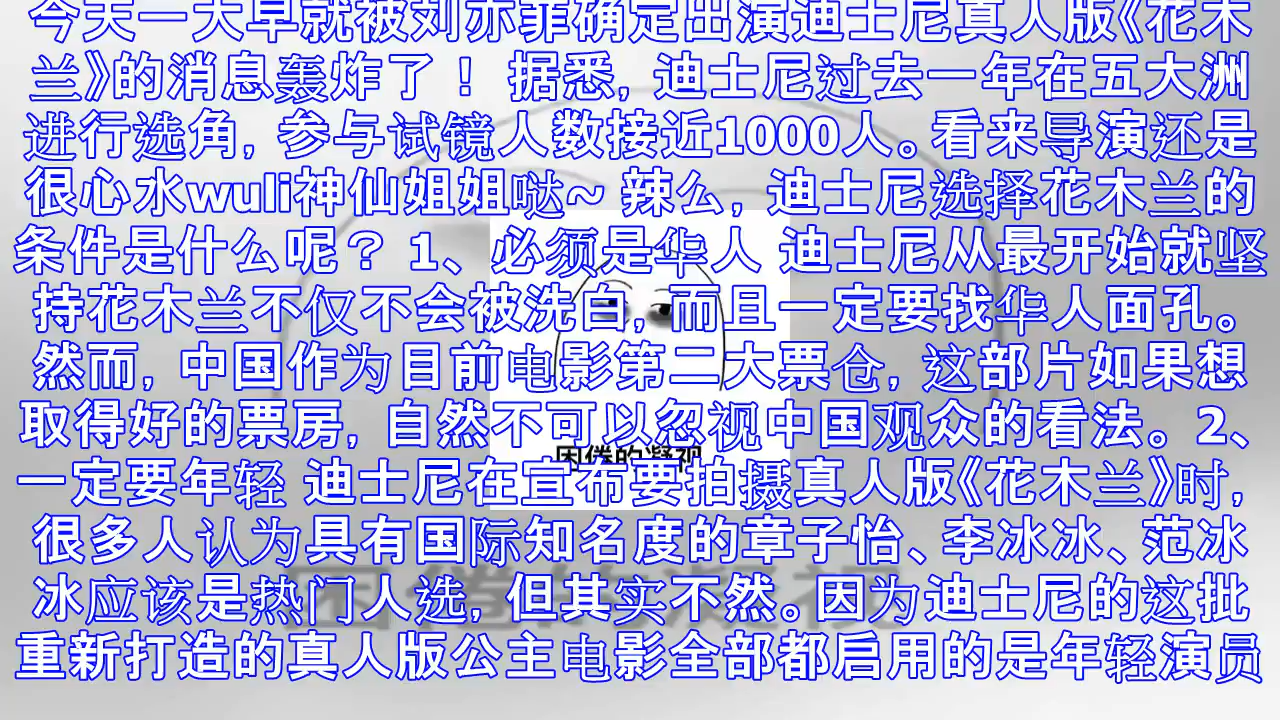 今天一大早就被刘亦菲确定出演迪士尼真人版《花木
兰》的消息轰炸了！ 据悉, 迪士尼过去一年在五大洲
进行选角, 参与试镜人数接近1000人。看来导演还是
很心水wuli神仙姐姐哒~ 辣么, 迪士尼选择花木兰的
条件是什么呢？ 1、必须是华人 迪士尼从最开始就坚
持花木兰不仅不会被洗白, 而且一定要找华人面孔。
然而, 中国作为目前电影第二大票仓, 这部片如果想
取得好的票房, 自然不可以忽视中国观众的看法。2、
困倦的凝视
一定要年轻 迪士尼在宣布要拍摄真人版《花木兰》时,
很多人认为具有国际知名度的章子怡、李冰冰、范冰
冰应该是热门人选, 但其实不然。因为迪士尼的这批
困倦的凝视
重新打造的真人版公主电影全部都启用的是年轻演员